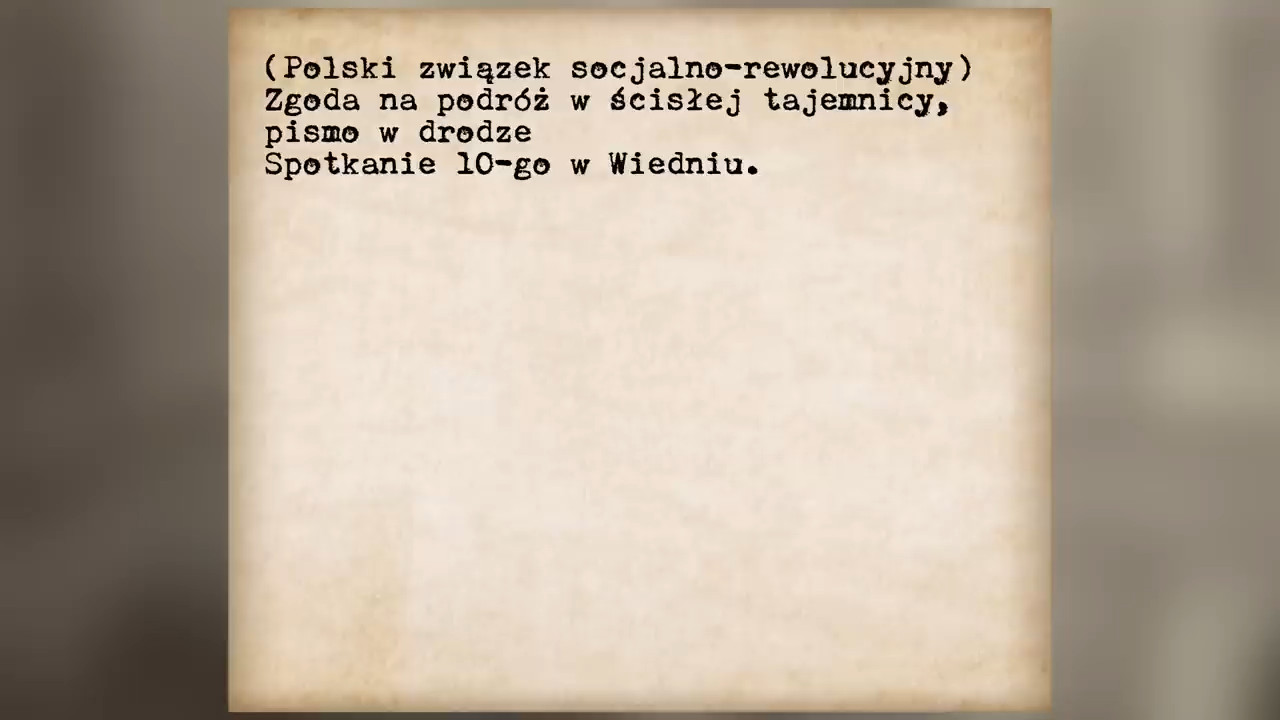 (Polski związek socjalno-rewolucyjny)
Zgoda na podróż w ścisłej tajemnicy,
pismo w drodze
Spotkanie 10-go w Wiedniu.